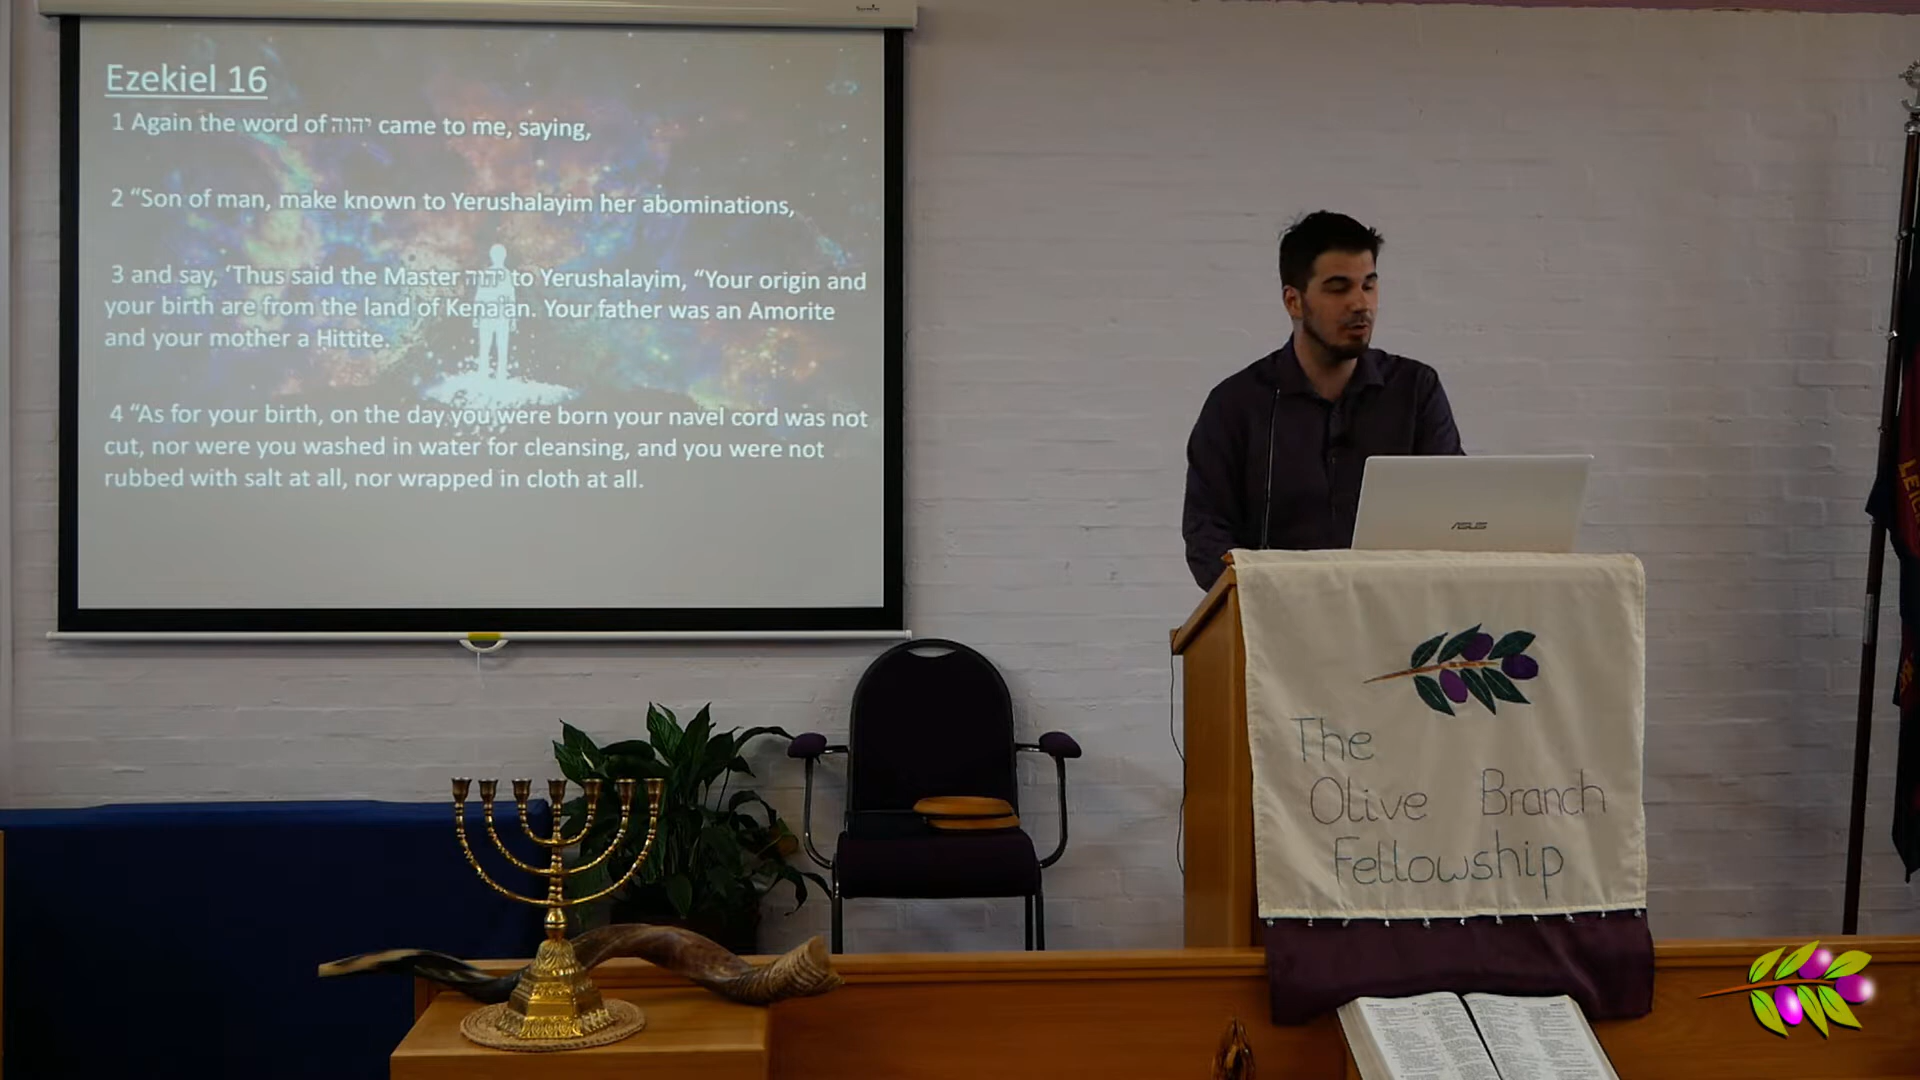 Ezekiel 16
1 Again the word of יהוה came to me, saying,
2 “Son of man, make known to Yerushalayim her abominations,
3 and say, ‘Thus said the Master יהוה to Yerushalayim, “Your origin and
your birth are from the land of Kena‛an. Your father was an Amorite
and your mother a Hittite.
4 “As for your birth, on the day you were born your navel cord was not
cut, nor were you washed in water for cleansing, and you were not
rubbed with salt at all, nor wrapped in cloth at all.
ASUS
The
Olive Branch
Fellowship